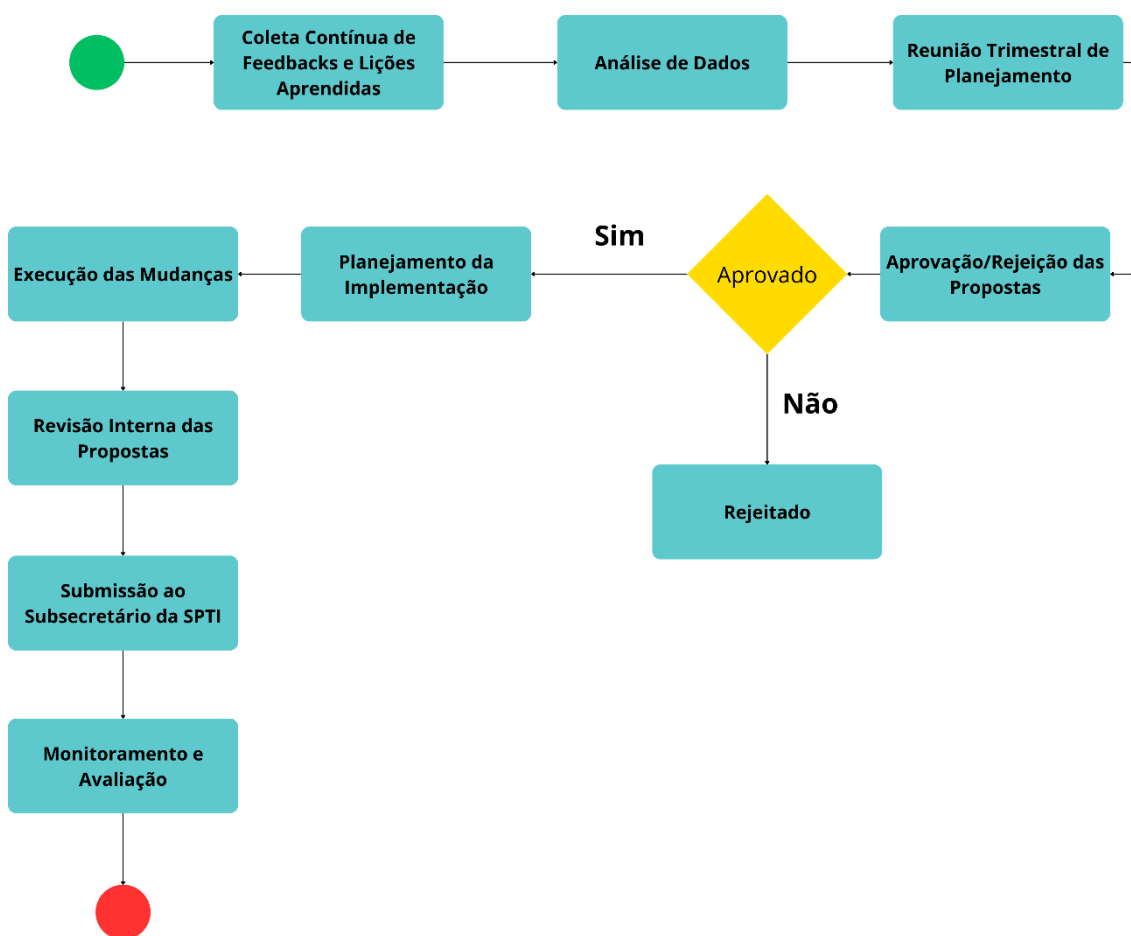 Coleta Contínua de
Feedbacks e Lições
Aprendidas
Análise de Dados
Reunião Trimestral de
Planejamento
Aprovação/Rejeição das
Propostas
Aprovado
Sim
Planejamento da
Implementação
Execução das Mudanças
Não
Rejeitado
Revisão Interna das
Propostas
Submissão ao
Subsecretário da SPTI
Monitoramento e
Avaliação